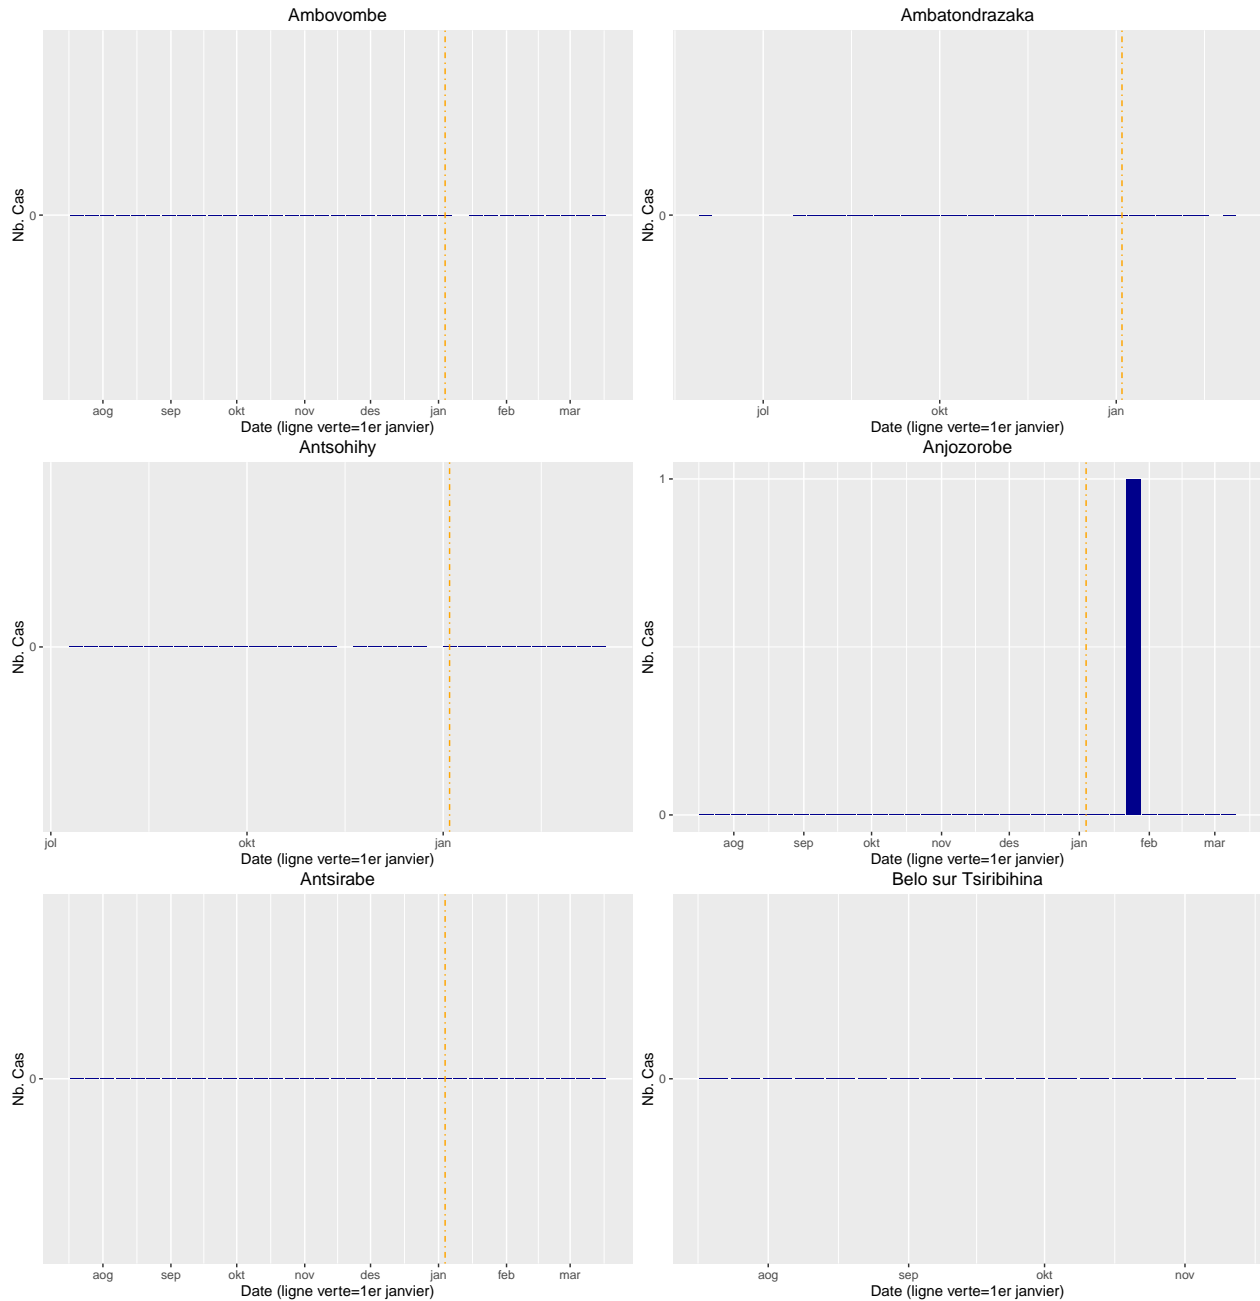 Ambovombe
Nb. Cas
0
aog sep okt nov des jan feb mar
Date (ligne verte=1er janvier)
Ambatondrazaka
Nb. Cas
0
jol okt jan
Date (ligne verte=1er janvier)
Antsohihy
Nb. Cas
0
jol okt jan
Date (ligne verte=1er janvier)
Anjozorobe
Nb. Cas
1
0
aog sep okt nov des jan feb mar
Date (ligne verte=1er janvier)
Antsirabe
Nb. Cas
0
aog sep okt nov des jan feb mar
Date (ligne verte=1er janvier)
Belo sur Tsiribihina
Nb. Cas
0
aog sep okt nov
Date (ligne verte=1er janvier)